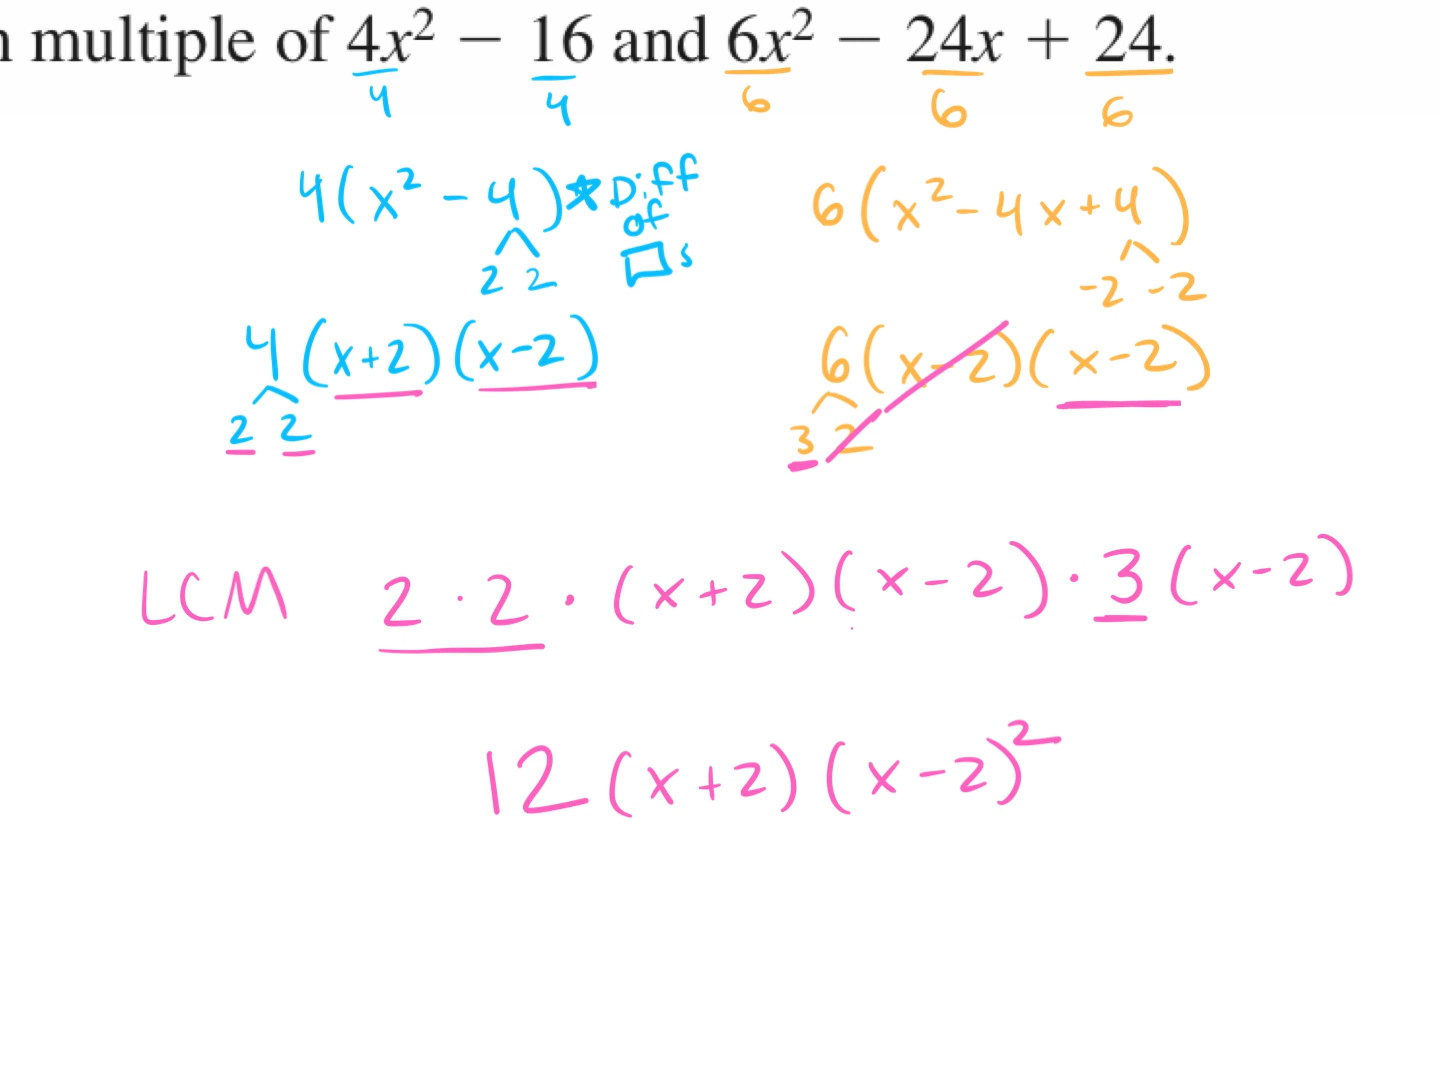 multiple of 4x² − 16 and 6x² − 24x + 24.
4 4 6 6 6
4(x² - 4) * Diff of □s 6(x² - 4x + 4)
2 2 -2 -2
4(x+2)(x-2) 6(x-2)(x-2)
2 2 3 2
LCM 2 · 2 · (x+2)(x-2) · 3(x-2)
12(x+2)(x-2)²